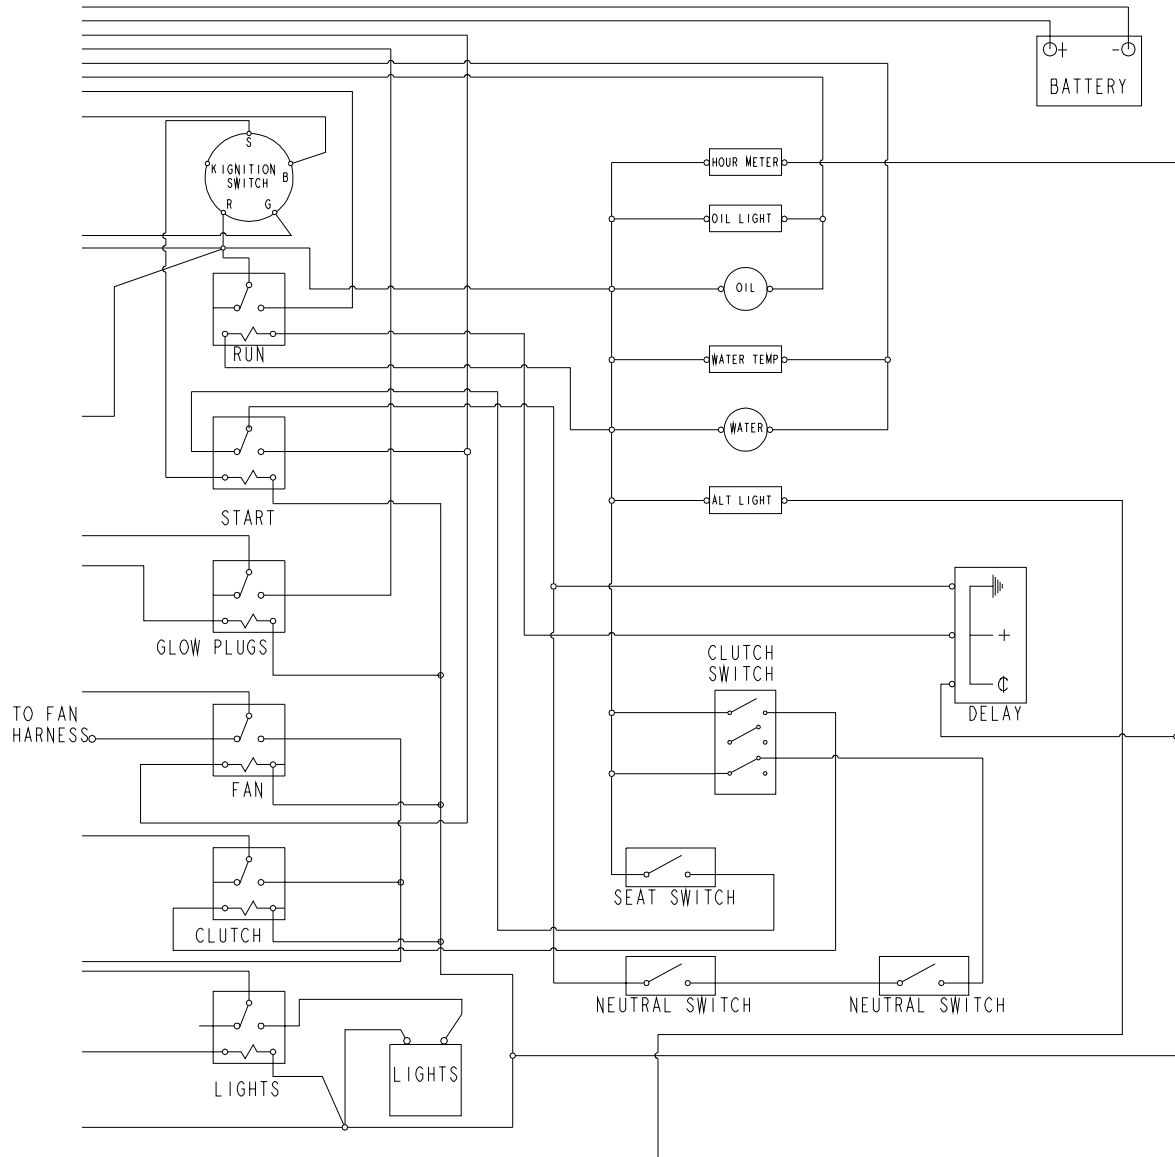 + -
BATTERY
S
K IGNITION B
SWITCH
R G
HOUR METER
OIL LIGHT
OIL
RUN
WATER TEMP
WATER
ALT LIGHT
START
GLOW PLUGS
+
CLUTCH
SWITCH
₵
DELAY
TO FAN
HARNESS
FAN
SEAT SWITCH
CLUTCH
NEUTRAL SWITCH
NEUTRAL SWITCH
LIGHTS
LIGHTS